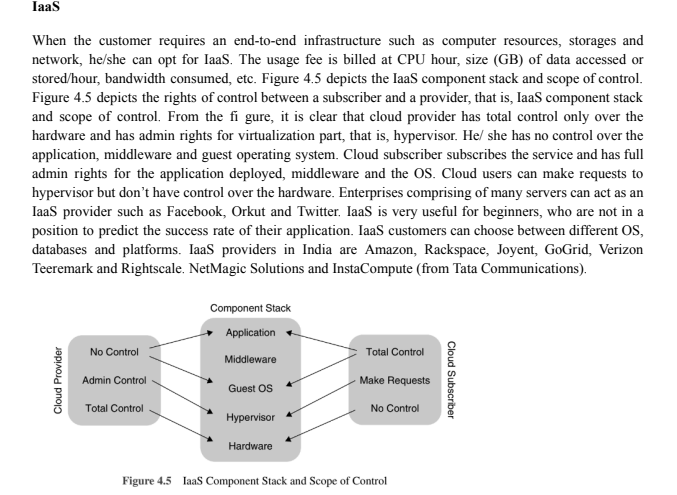 IaaS
When the customer requires an end-to-end infrastructure such as computer resources, storages and
network, he/she can opt for IaaS. The usage fee is billed at CPU hour, size (GB) of data accessed or
stored/hour, bandwidth consumed, etc. Figure 4.5 depicts the IaaS component stack and scope of control.
Figure 4.5 depicts the rights of control between a subscriber and a provider, that is, IaaS component stack
and scope of control. From the fi gure, it is clear that cloud provider has total control only over the
hardware and has admin rights for virtualization part, that is, hypervisor. He/ she has no control over the
application, middleware and guest operating system. Cloud subscriber subscribes the service and has full
admin rights for the application deployed, middleware and the OS. Cloud users can make requests to
hypervisor but don't have control over the hardware. Enterprises comprising of many servers can act as an
IaaS provider such as Facebook, Orkut and Twitter. IaaS is very useful for beginners, who are not in a
position to predict the success rate of their application. IaaS customers can choose between different OS,
databases and platforms. IaaS providers in India are Amazon, Rackspace, Joyent, GoGrid, Verizon
Teeremark and Rightscale. NetMagic Solutions and InstaCompute (from Tata Communications).
Component Stack
Cloud Provider
No Control
Admin Control
Total Control
Application
Middleware
Guest OS
Hypervisor
Hardware
Total Control
Make Requests
No Control
Cloud Subscriber
Figure 4.5 IaaS Component Stack and Scope of Control